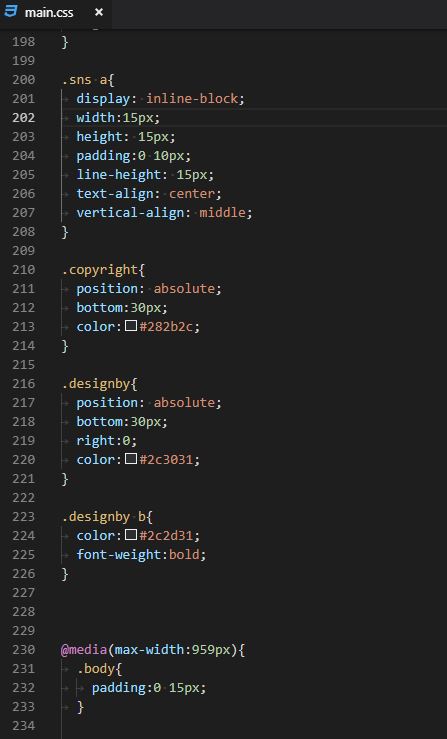 main.css ×
198 }
199
200 .sns a{
201 display: inline-block;
202 width:15px;
203 height: 15px;
204 padding:0 10px;
205 line-height: 15px;
206 text-align: center;
207 vertical-align: middle;
208 }
209
210 .copyright{
211 position: absolute;
212 bottom:30px;
213 color:#282b2c;
214 }
215
216 .designby{
217 position: absolute;
218 bottom:30px;
219 right:0;
220 color:#2c3031;
221 }
222
223 .designby b{
224 color:#2c2d31;
225 font-weight:bold;
226 }
227
228
229
230 @media(max-width:959px){
231 .body{
232 padding:0 15px;
233 }
234